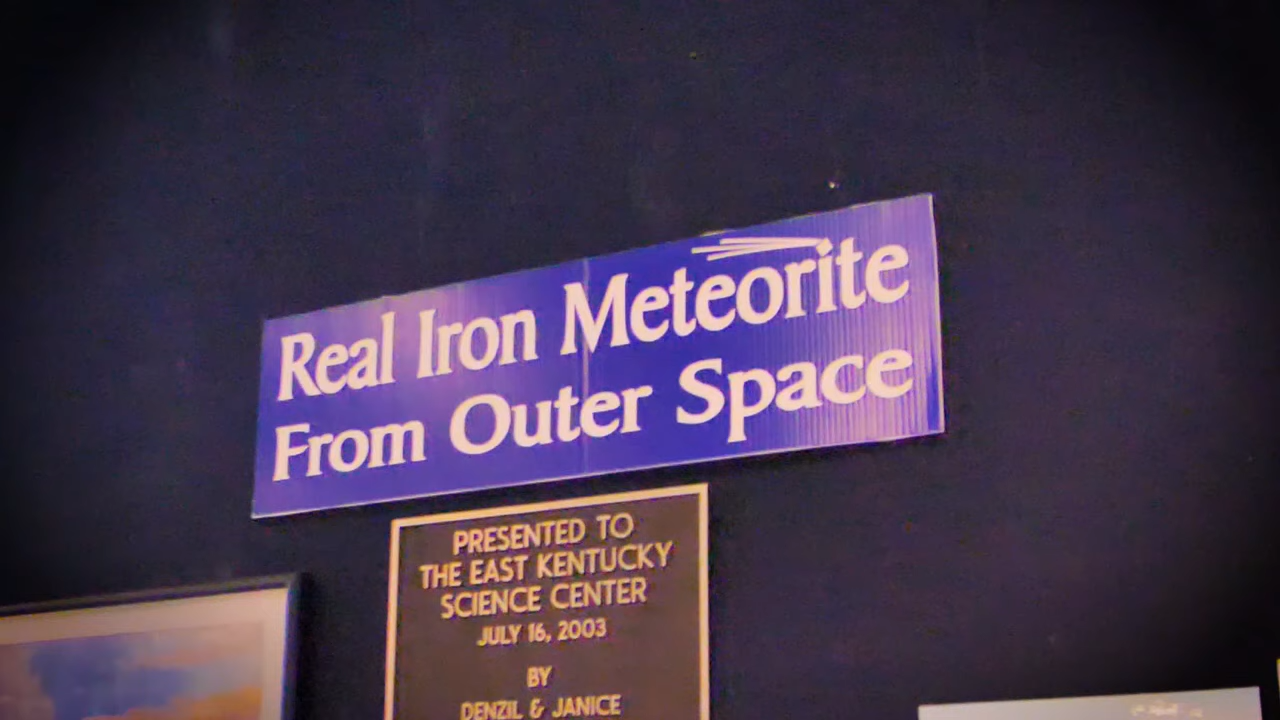 Real Iron Meteorite
From Outer Space
PRESENTED TO
THE EAST KENTUCKY
SCIENCE CENTER
JULY 16, 2003
BY
DENZIL & JANICE